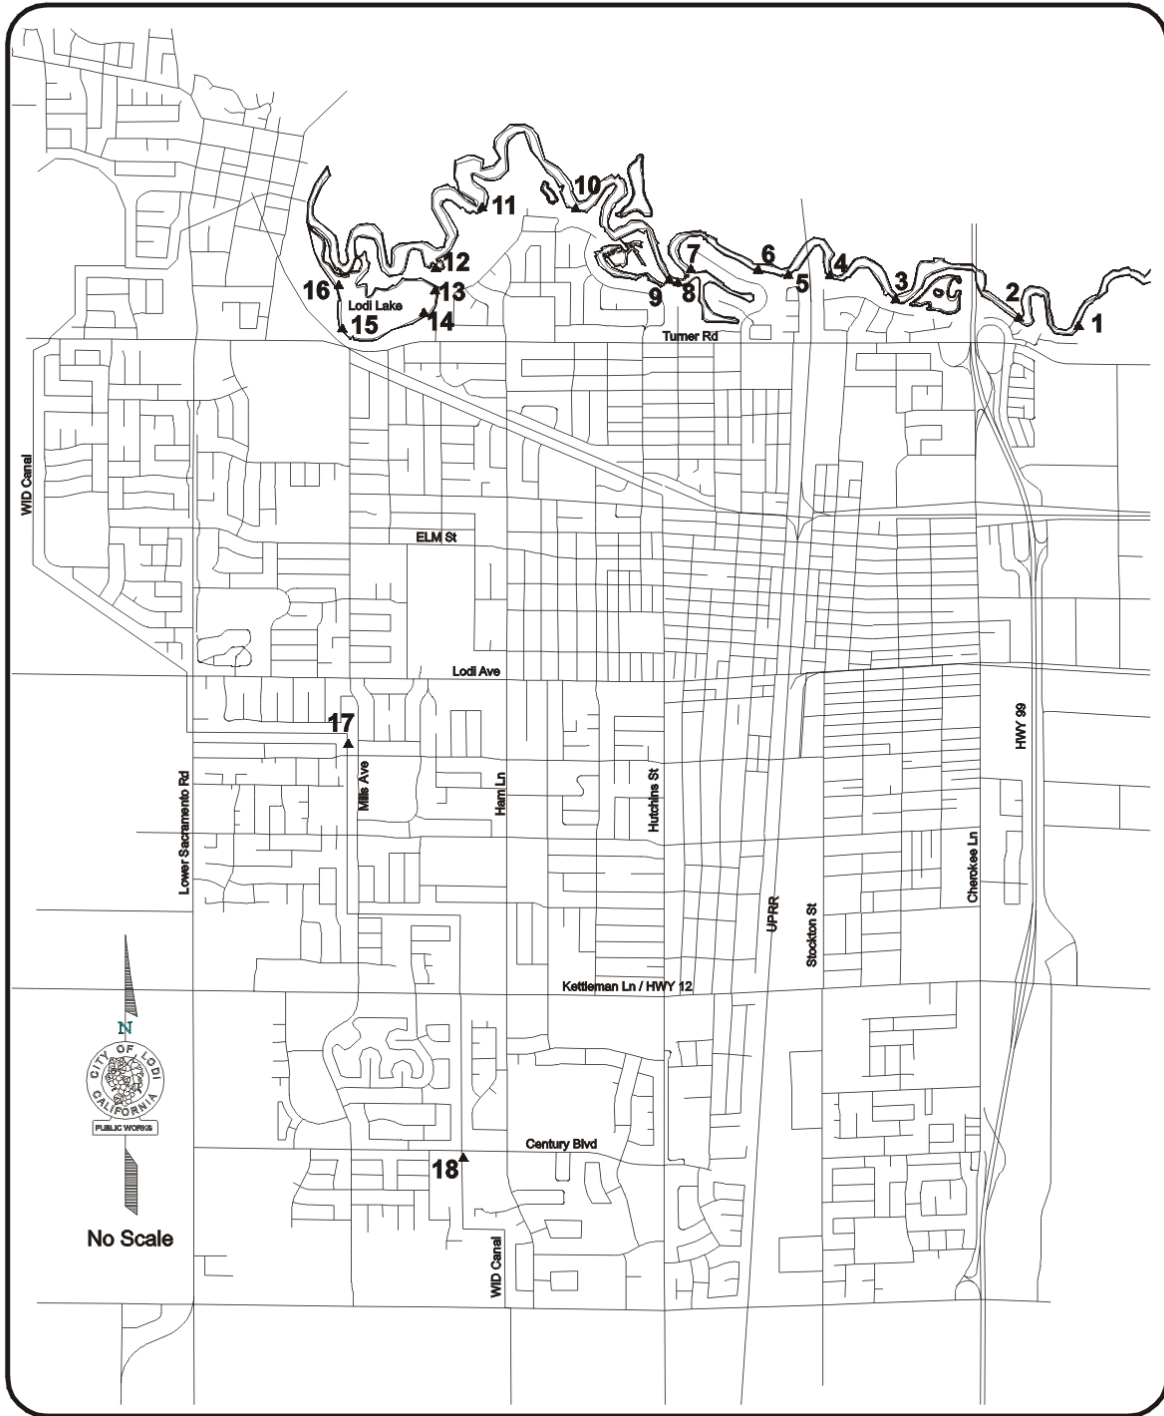 10
11
7
6
12
4
5
3
16
13
9
8
Lodi Lake
2
15
14
1
Turner Rd
WID Canal
ELM St
Lodi Ave
17
HWY 99
Mills Ave
Ham Ln
Hutchins St
Lower Sacramento Rd
Cherokee Ln
UPRR
Stockton St
Kettleman Ln / HWY 12
N
CITY OF LODI
CALIFORNIA
PUBLIC WORKS
Century Blvd
18
No Scale
WID Canal